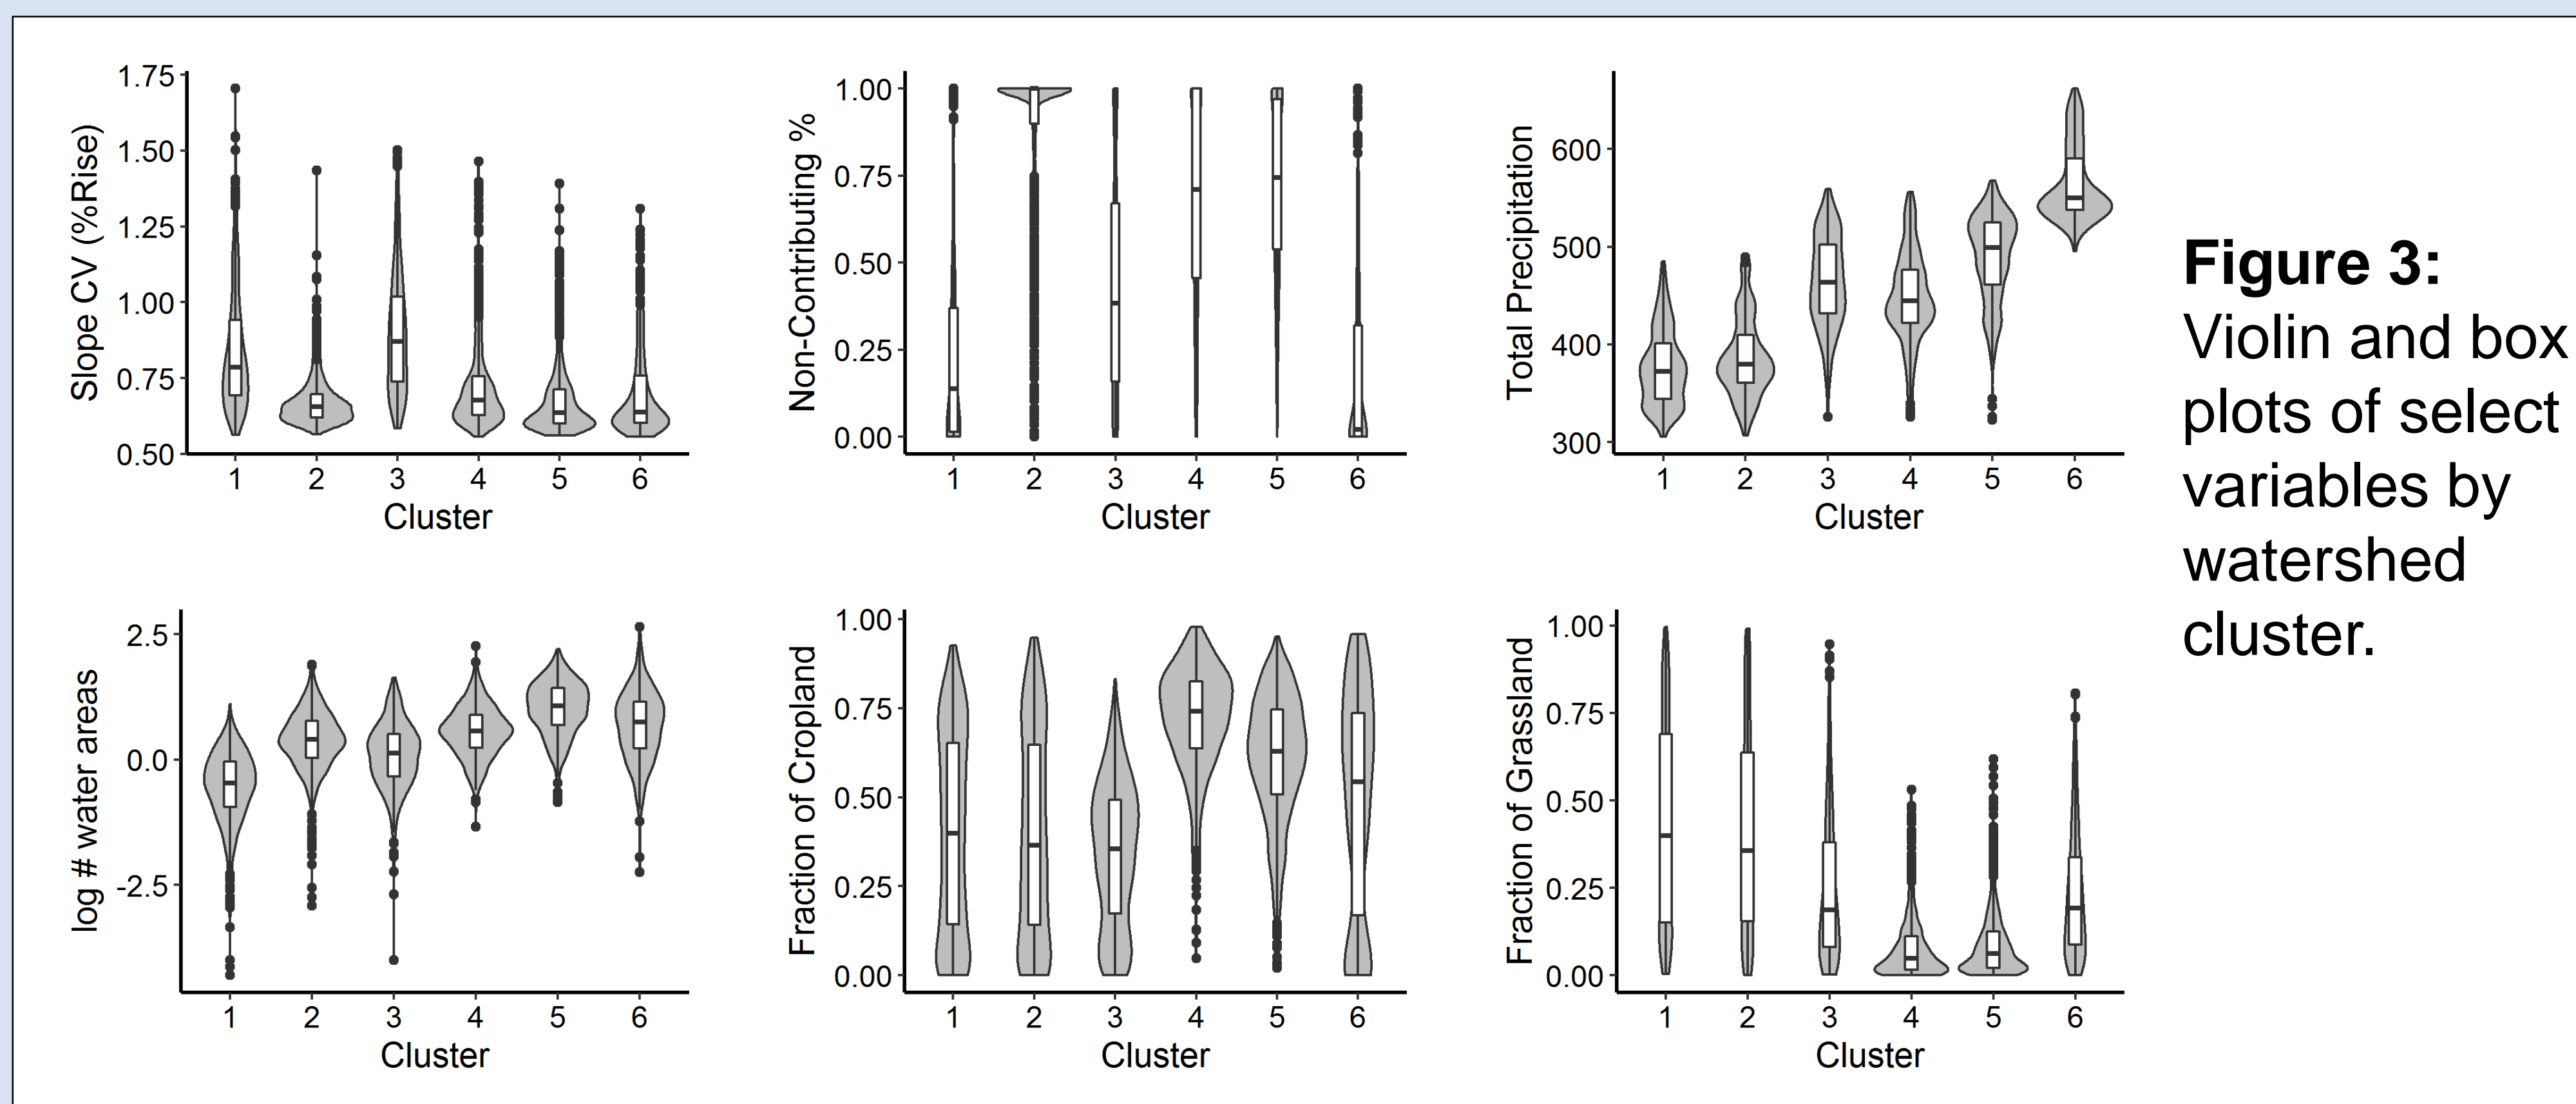 Slope CV (%Rise)
1.75
1.50
1.25
1.00
0.75
0.50
1 2 3 4 5 6
Cluster
Non-Contributing %
1.00
0.75
0.50
0.25
0.00
1 2 3 4 5 6
Cluster
Total Precipitation
600
500
400
300
1 2 3 4 5 6
Cluster
log # water areas
2.5
0.0
-2.5
1 2 3 4 5 6
Cluster
Fraction of Cropland
1.00
0.75
0.50
0.25
0.00
1 2 3 4 5 6
Cluster
Fraction of Grassland
1.00
0.75
0.50
0.25
0.00
1 2 3 4 5 6
Cluster
Figure 3:
Violin and box
plots of select
variables by
watershed
cluster.